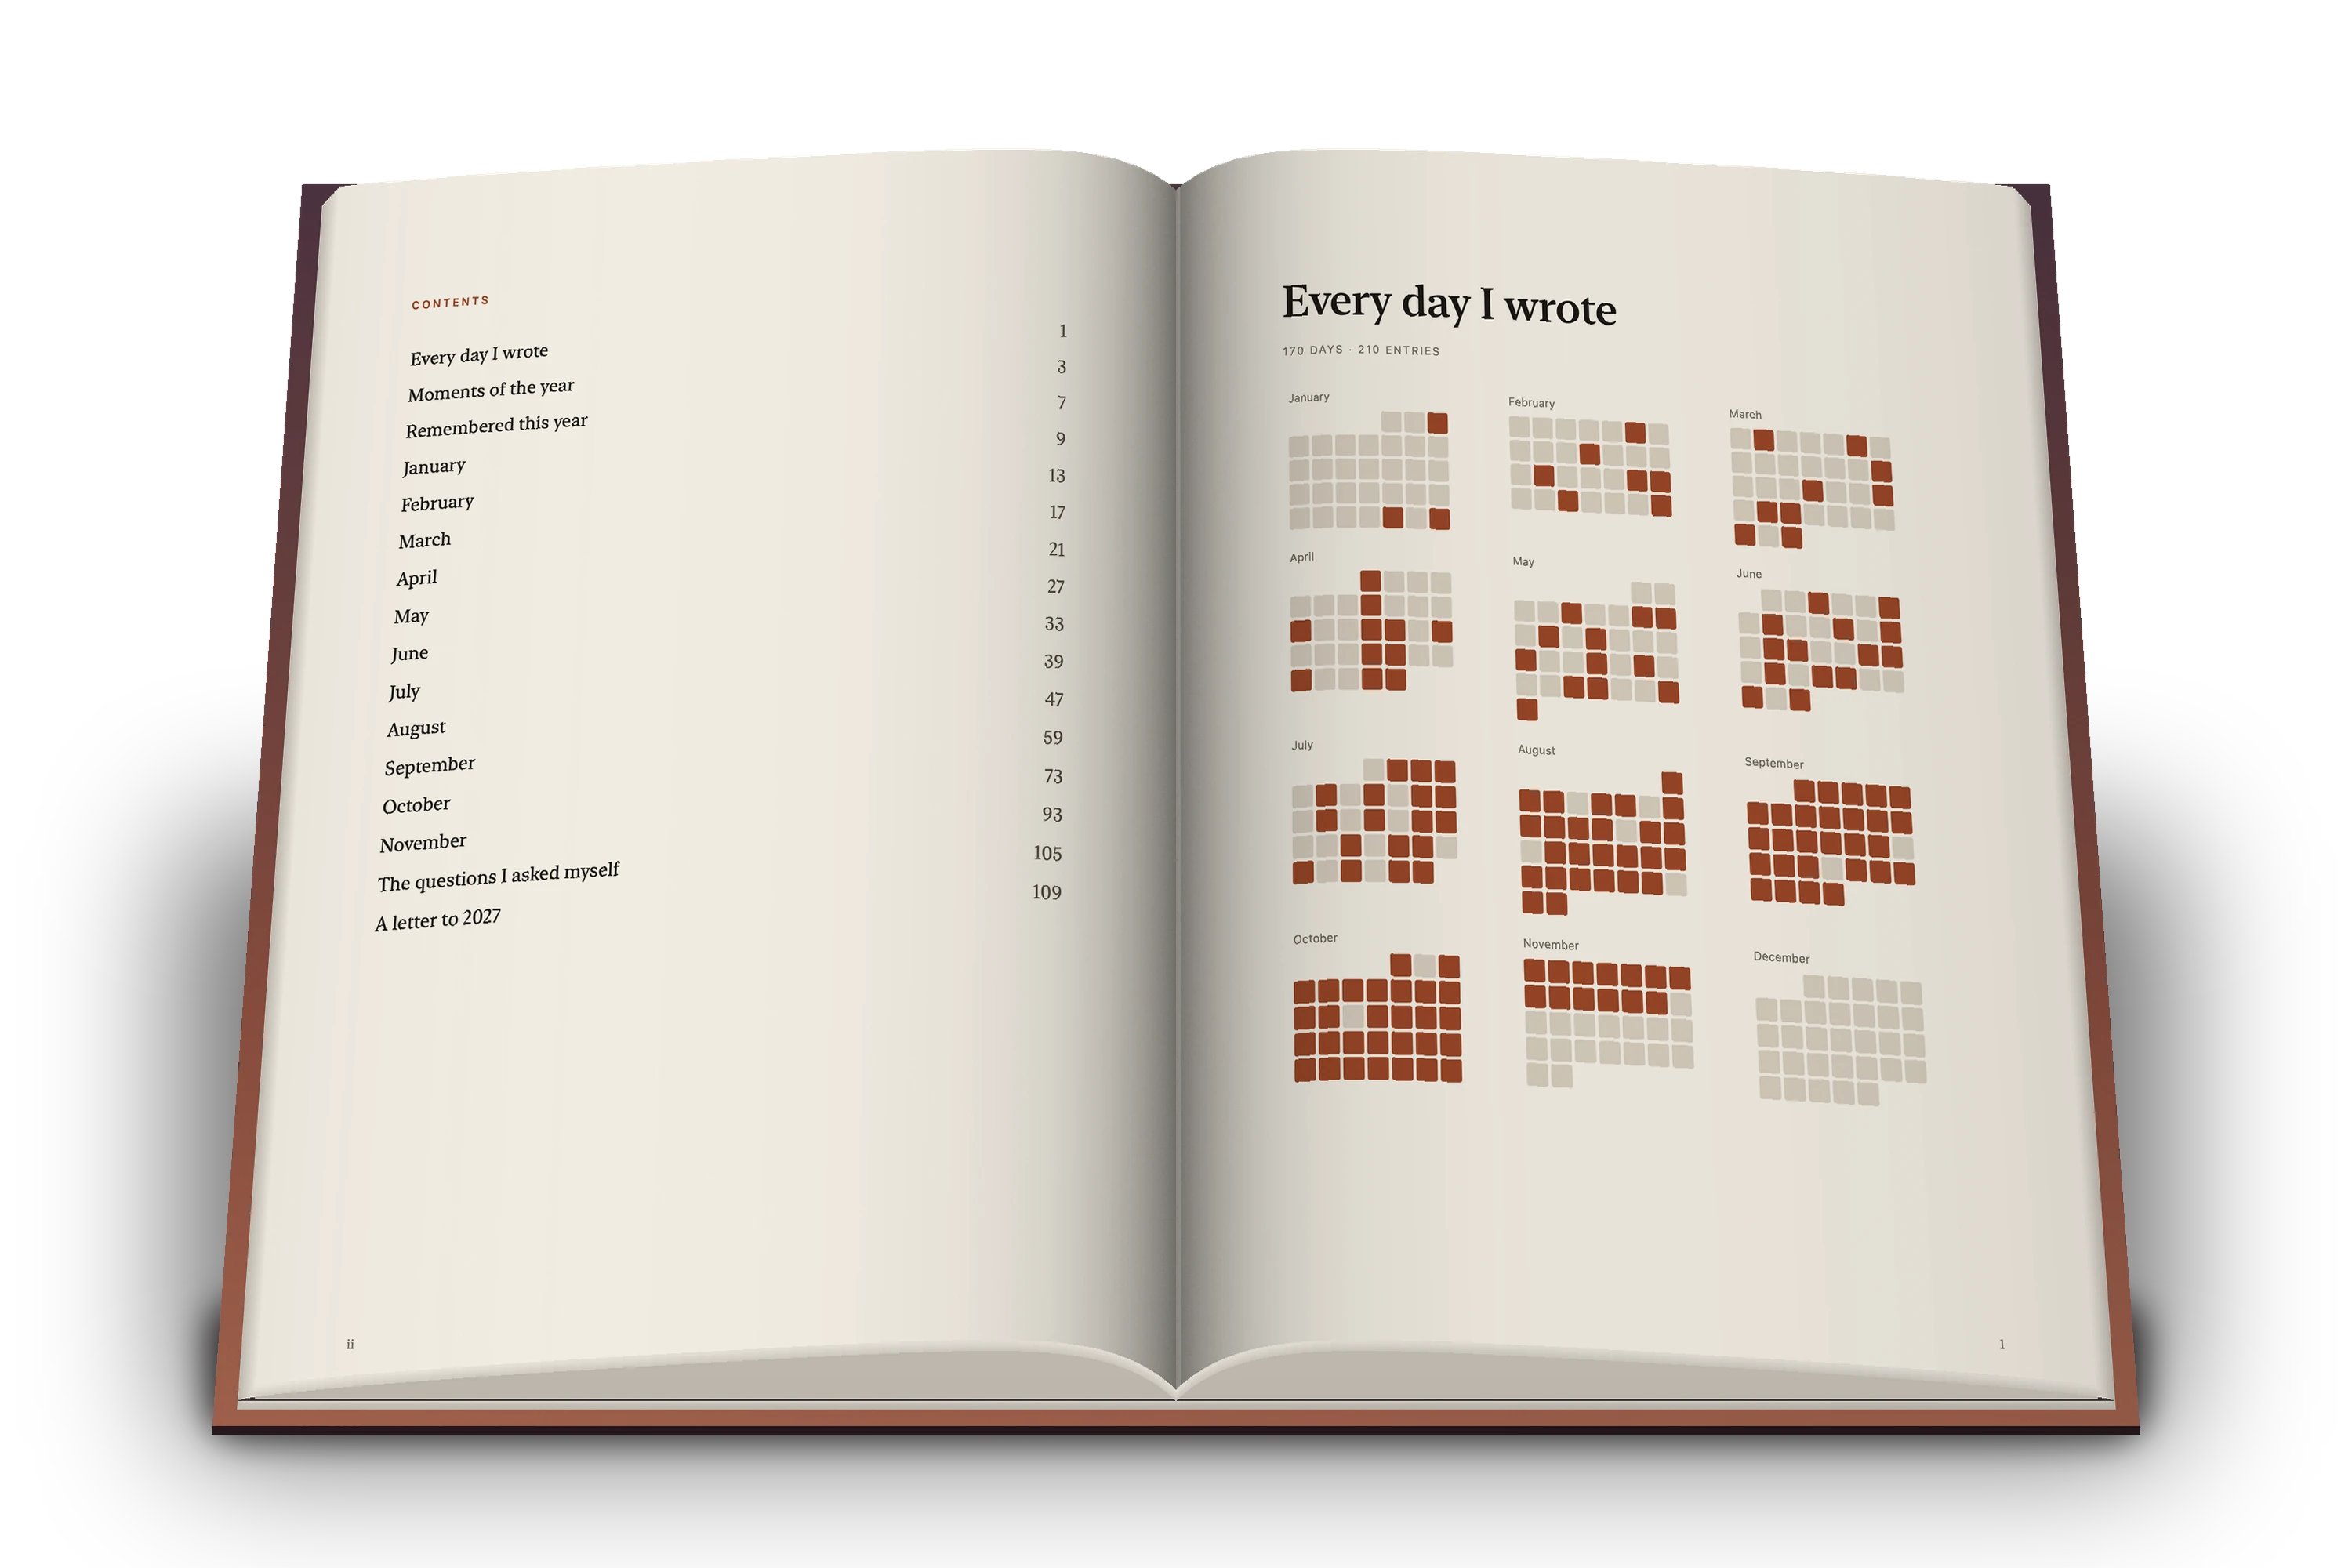 CONTENTS
Every day I wrote 1
Moments of the year 3
Remembered this year 7
January 9
February 13
March 17
April 21
May 27
June 33
July 39
August 47
September 59
October 73
November 93
The questions I asked myself 105
A letter to 2027 109
ii
Every day I wrote
170 DAYS · 210 ENTRIES
January February March
April May June
July August September
October November December
1